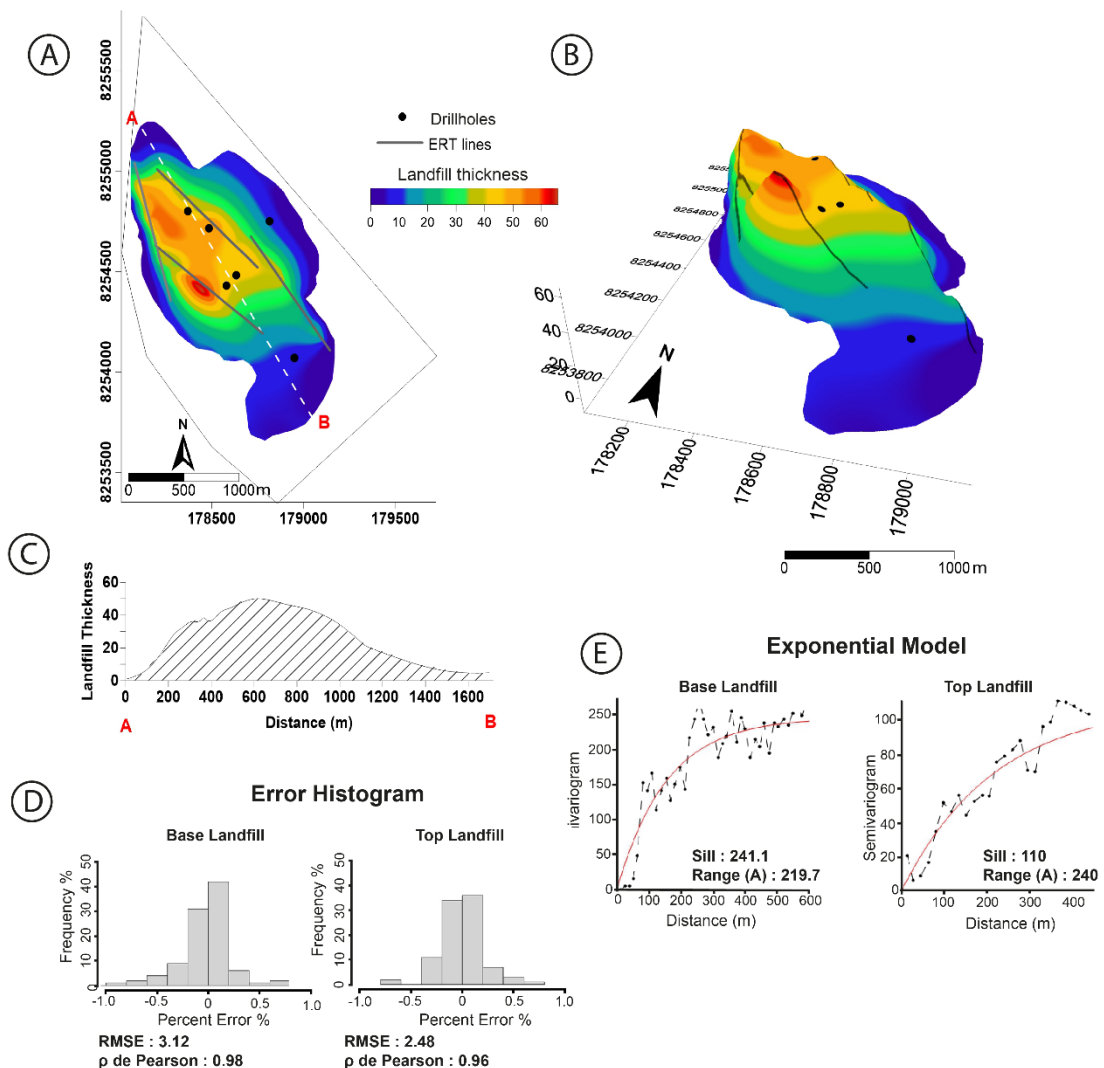 A
8255500
8255000
8254500
8254000
8253500
A
B
N
0 500 1000m
178500 179000 179500
Drillholes
ERT lines
Landfill thickness
0 10 20 30 40 50 60
B
8255500
8254800
8254600
8254400
8254200
8254000
8253800
60
40
20
0
N
178200
178400
178600
178800
179000
0 500 1000m
C
Landfill Thickness
60
40
20
0
0 200 400 600 800 1000 1200 1400 1600
Distance (m)
A
B
D
Error Histogram
Base Landfill
Frequency %
50
40
30
20
10
0
-1.0 -0.5 0 0.5 1.0
Percent Error %
RMSE : 3.12
ρ de Pearson : 0.98
Top Landfill
Frequency %
50
40
30
20
10
0
-1.0 -0.5 0 0.5 1.0
Percent Error %
RMSE : 2.48
ρ de Pearson : 0.96
E
Exponential Model
Base Landfill
iivariogram
250
200
150
100
50
0
Sill : 241.1
Range (A) : 219.7
0 100 200 300 400 500 600
Distance (m)
Top Landfill
Semivariogram
100
80
60
40
20
0
Sill : 110
Range (A) : 240
0 100 200 300 400
Distance (m)